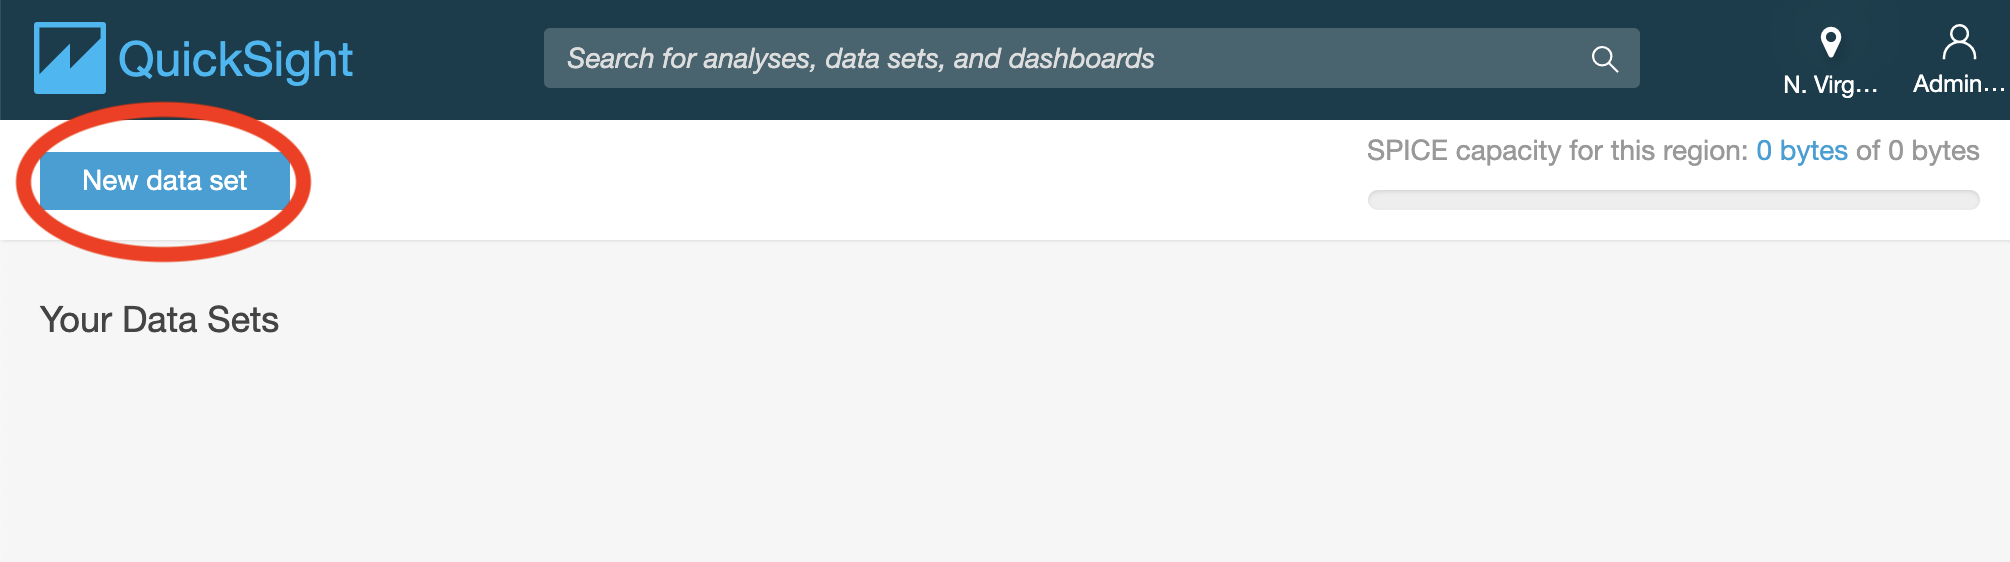 QuickSight
Search for analyses, data sets, and dashboards
N. Virg...
Admin...
New data set
SPICE capacity for this region: 0 bytes of 0 bytes
Your Data Sets